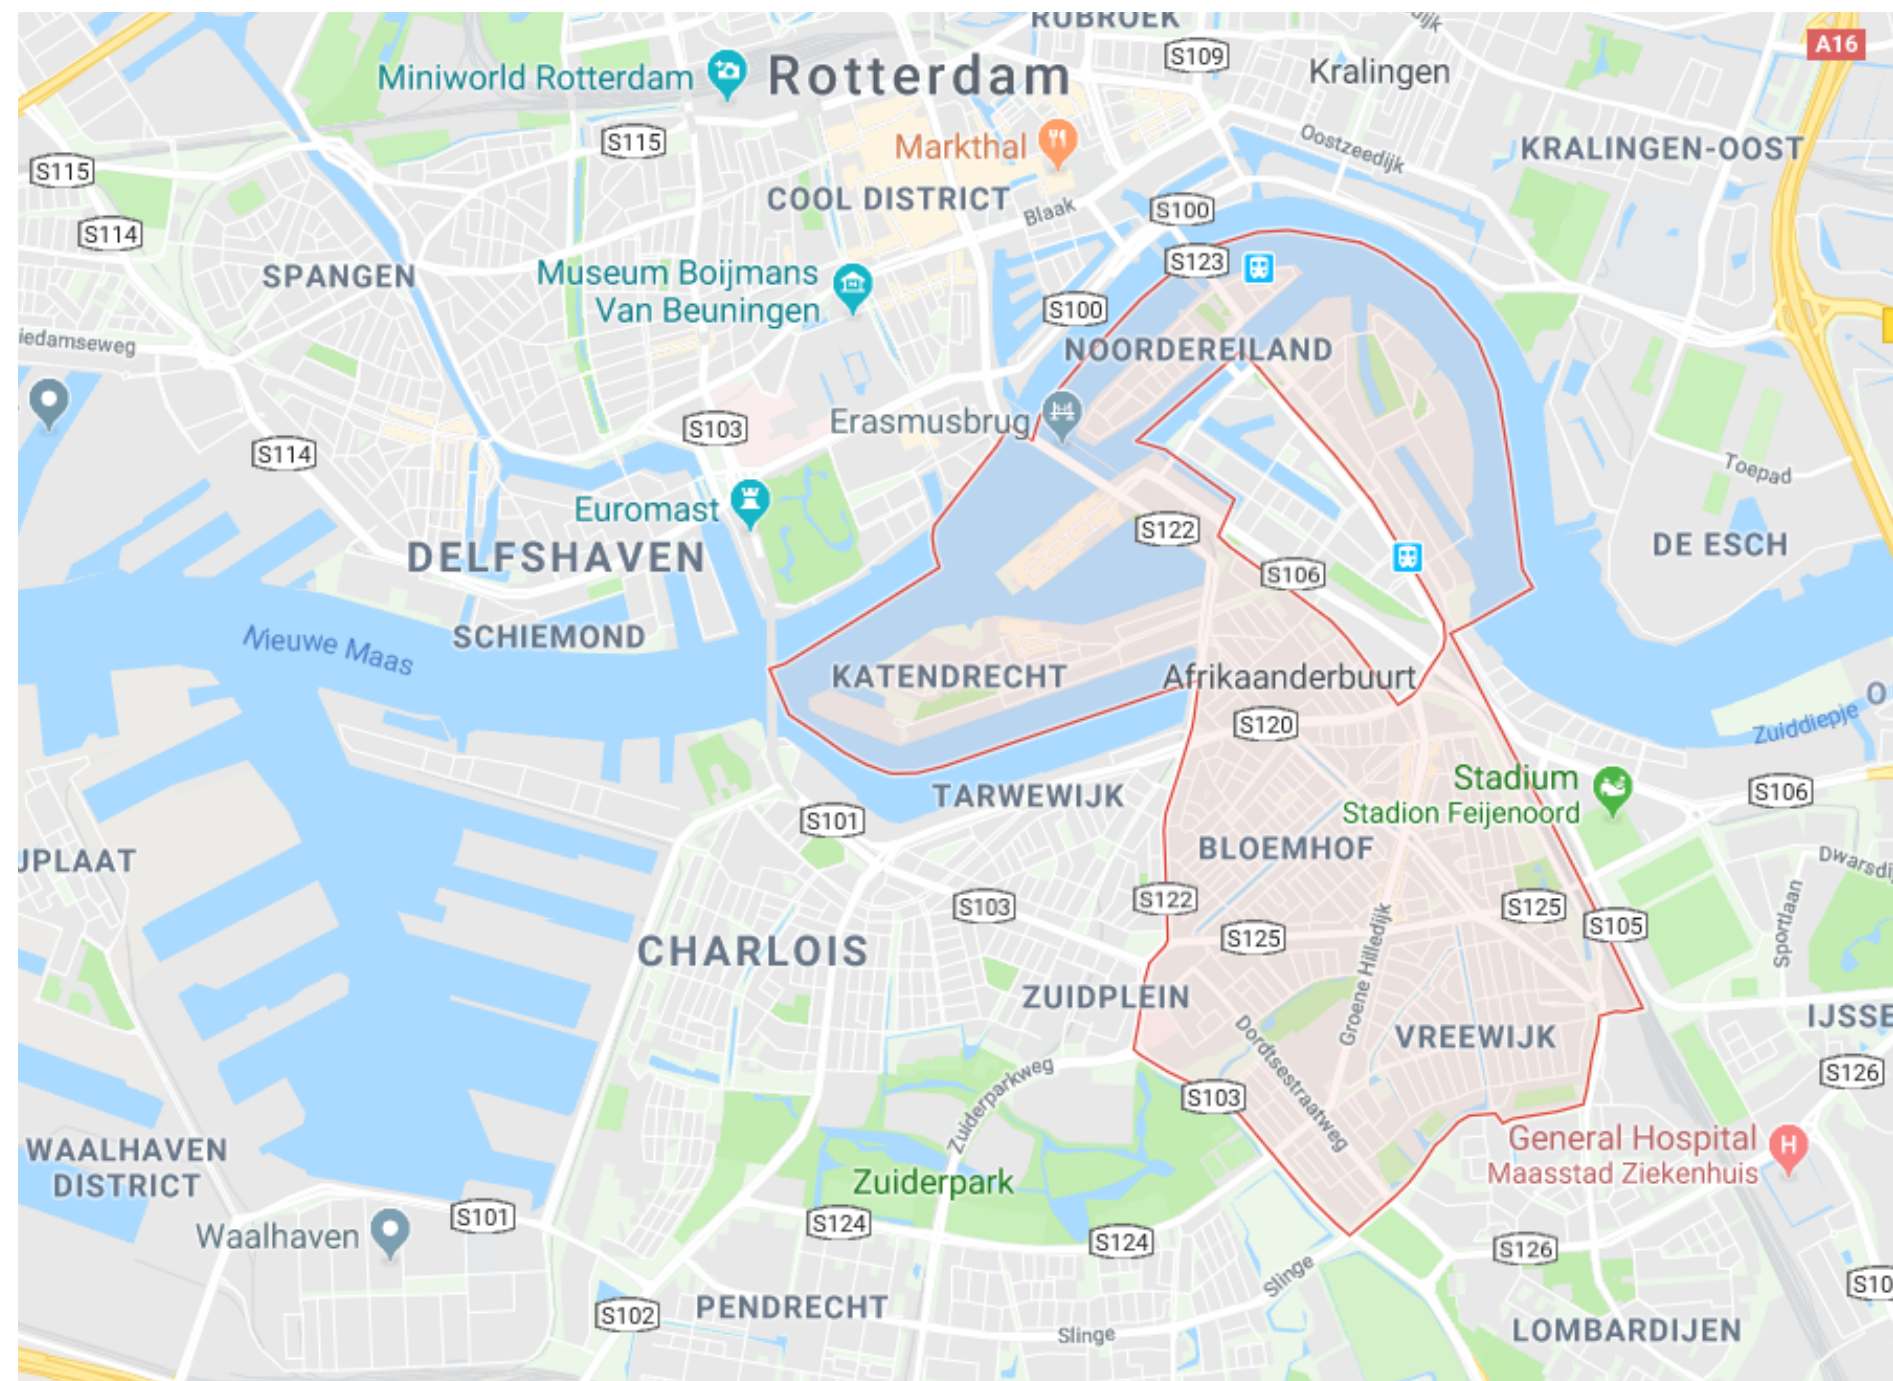 RUBROEK
S109
A16
Miniworld Rotterdam
Rotterdam
Kralingen
S115
Markthal
Oostzeedijk
KRALINGEN-OOST
S115
COOL DISTRICT
Blaak
S100
S114
SPANGEN
Museum Boijmans
Van Beuningen
S123
S100
iedamseweg
NOORDEREILAND
Erasmusbrug
S103
S114
Toepad
Euromast
S122
DE ESCH
DELFSHAVEN
S106
Nieuwe Maas
SCHIEMOND
KATENDRECHT
Afrikaanderbuurt
O
S120
Zuiddiepje
Stadium
Stadion Feijenoord
S106
TARWEWIJK
S101
BLOEMHOF
JPLAAT
Dwarsdij
S122
S103
S125
S105
S125
Groene Hilledijk
Sportlaan
CHARLOIS
ZUIDPLEIN
IJSSE
VREEWIJK
Dordtsestraatweg
S126
Zuiderparkweg
S103
WAALHAVEN
DISTRICT
General Hospital
Maasstad Ziekenhuis
Zuiderpark
S101
Waalhaven
S124
S124
S126
Slinge
S10
S102
PENDRECHT
Slinge
LOMBARDIJEN